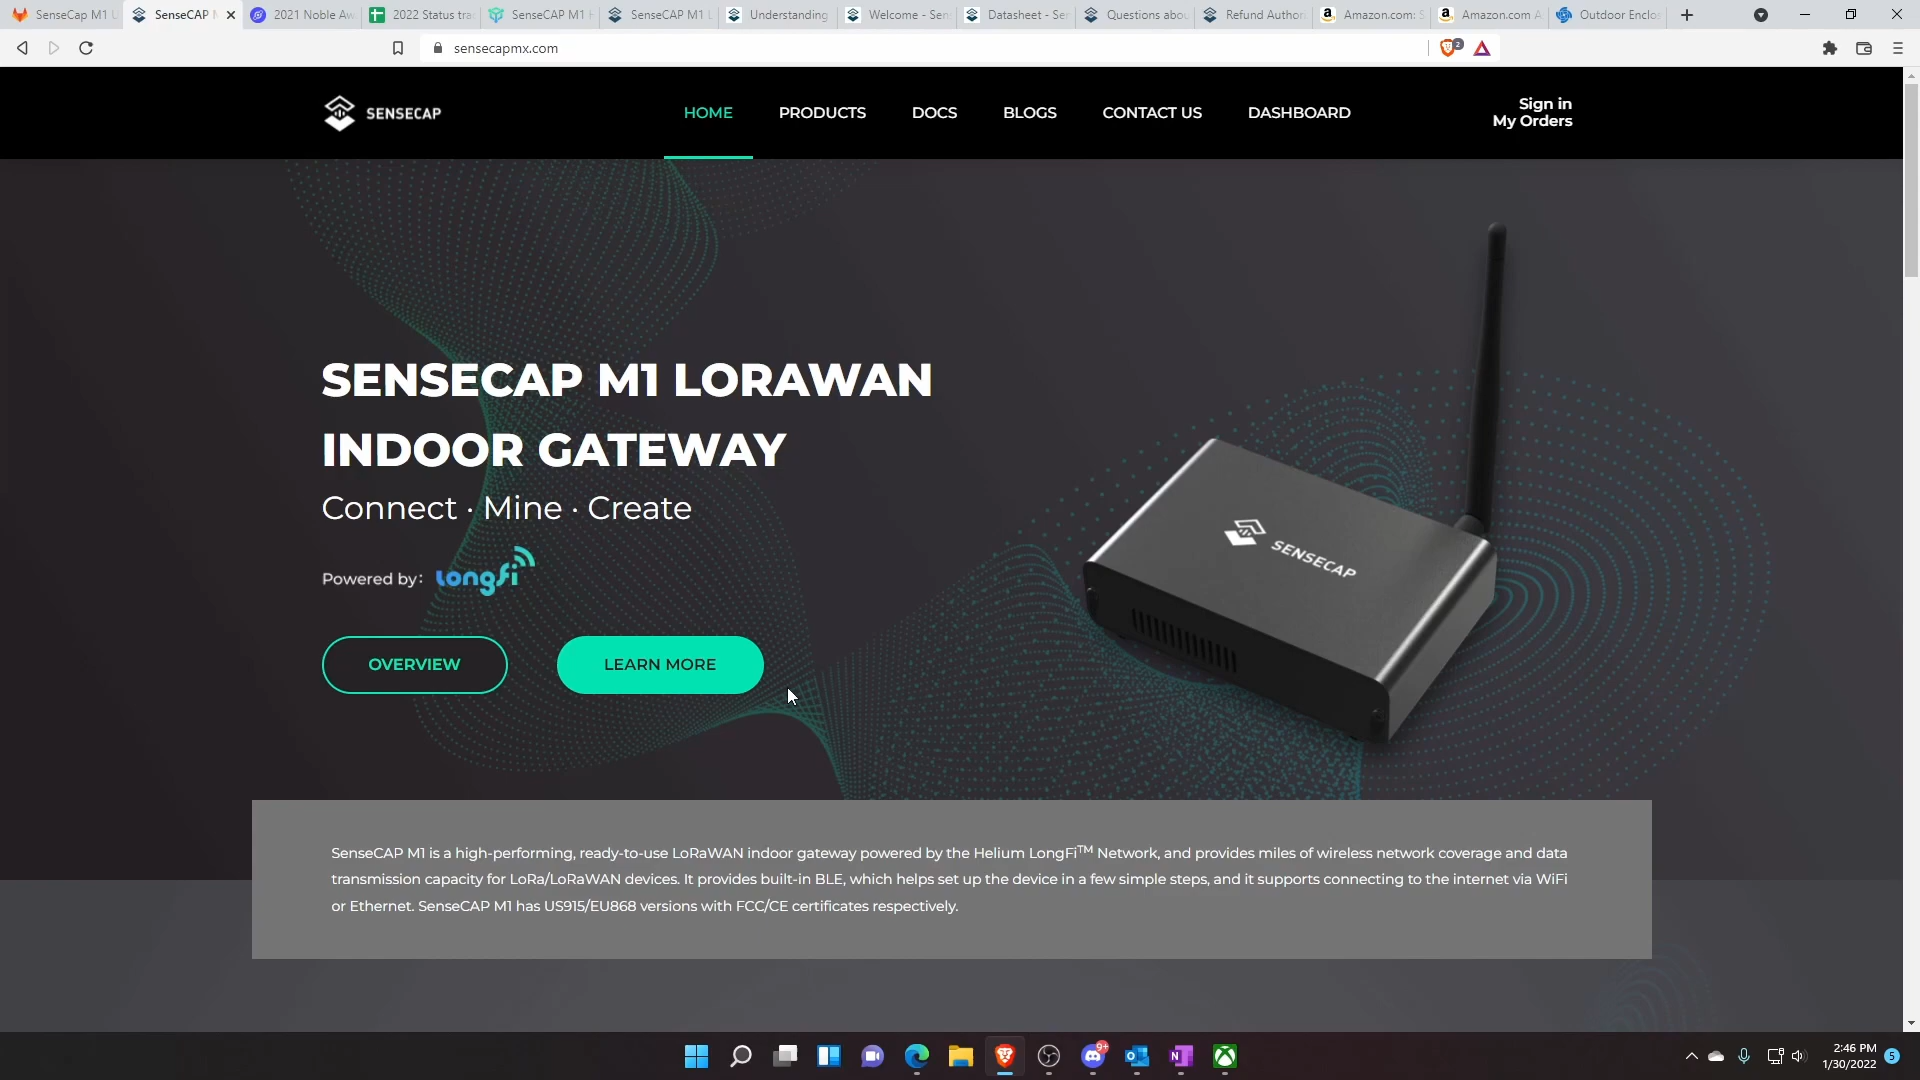 SenseCap M1 U
SenseCAP M
2021 Noble Aw
2022 Status tra
SenseCAP M1 H
SenseCAP M1 U
Understanding
Welcome - Sen
Datasheet - Sen
Questions abou
Refund Author
Amazon.com: S
Amazon.com A
Outdoor Enclos
sensecapmx.com
2
SENSECAP
HOME
PRODUCTS
DOCS
BLOGS
CONTACT US
DASHBOARD
Sign in
My Orders
SENSECAP M1 LORAWAN
INDOOR GATEWAY
Connect · Mine · Create
Powered by: Longfi
OVERVIEW
LEARN MORE
SENSECAP
SenseCAP M1 is a high-performing, ready-to-use LoRaWAN indoor gateway powered by the Helium LongFi™ Network, and provides miles of wireless network coverage and data
transmission capacity for LoRa/LoRaWAN devices. It provides built-in BLE, which helps set up the device in a few simple steps, and it supports connecting to the internet via WiFi
or Ethernet. SenseCAP M1 has US915/EU868 versions with FCC/CE certificates respectively.
9+
2:46 PM
1/30/2022
5